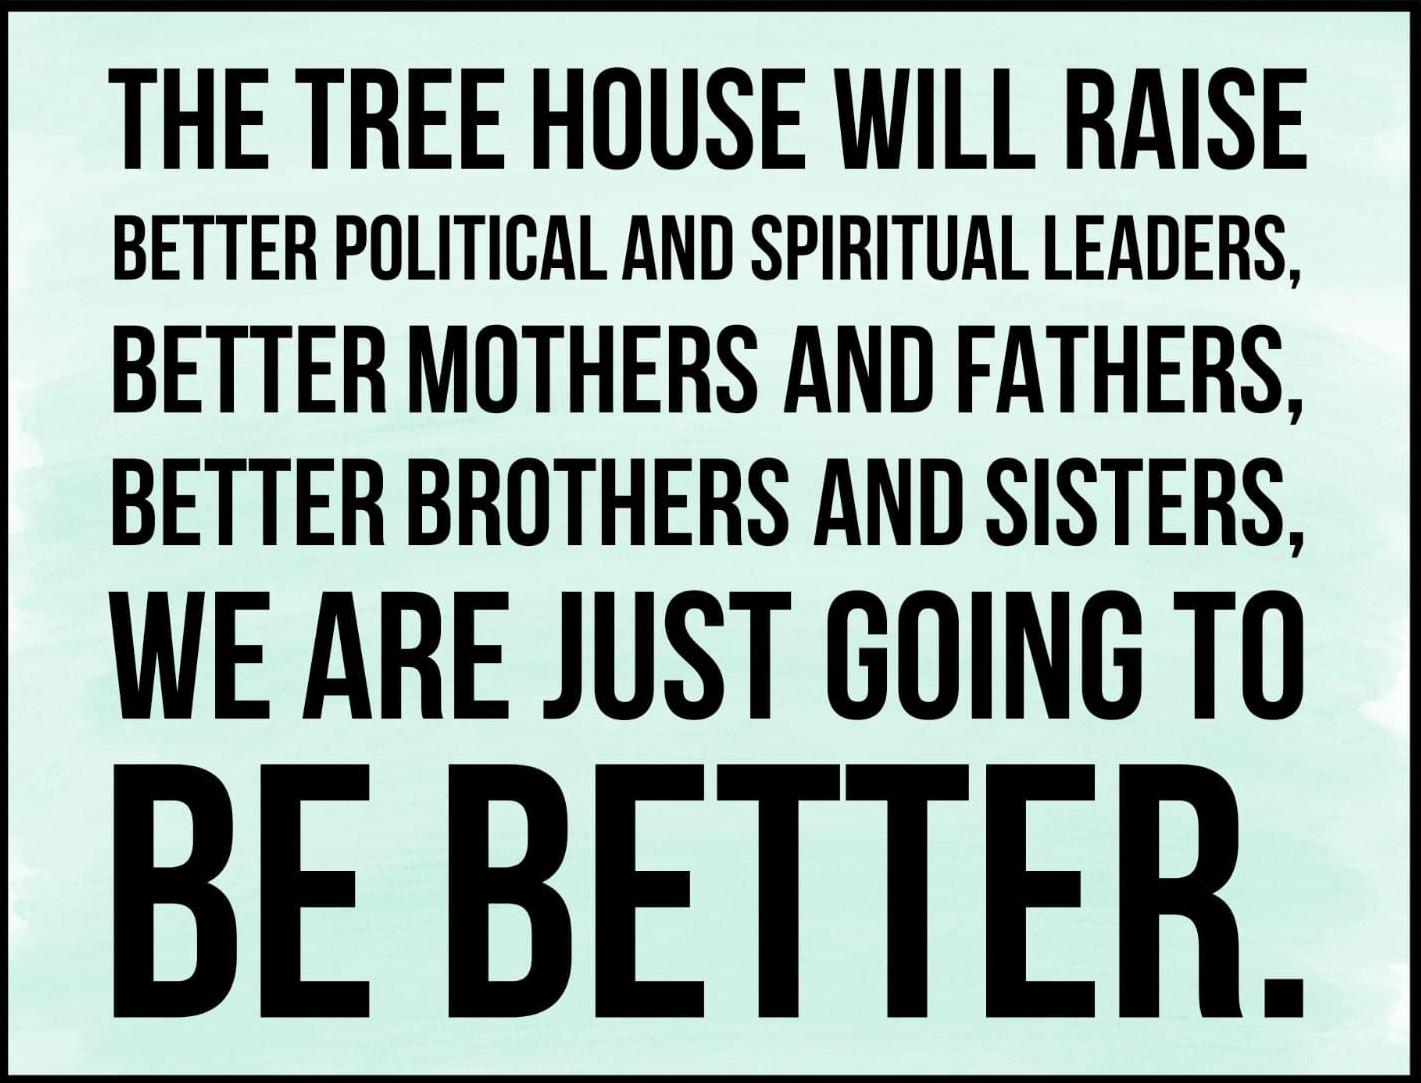 THE TREE HOUSE WILL RAISE
BETTER POLITICAL AND SPIRITUAL LEADERS,
BETTER MOTHERS AND FATHERS,
BETTER BROTHERS AND SISTERS,
WE ARE JUST GOING TO
BE BETTER.